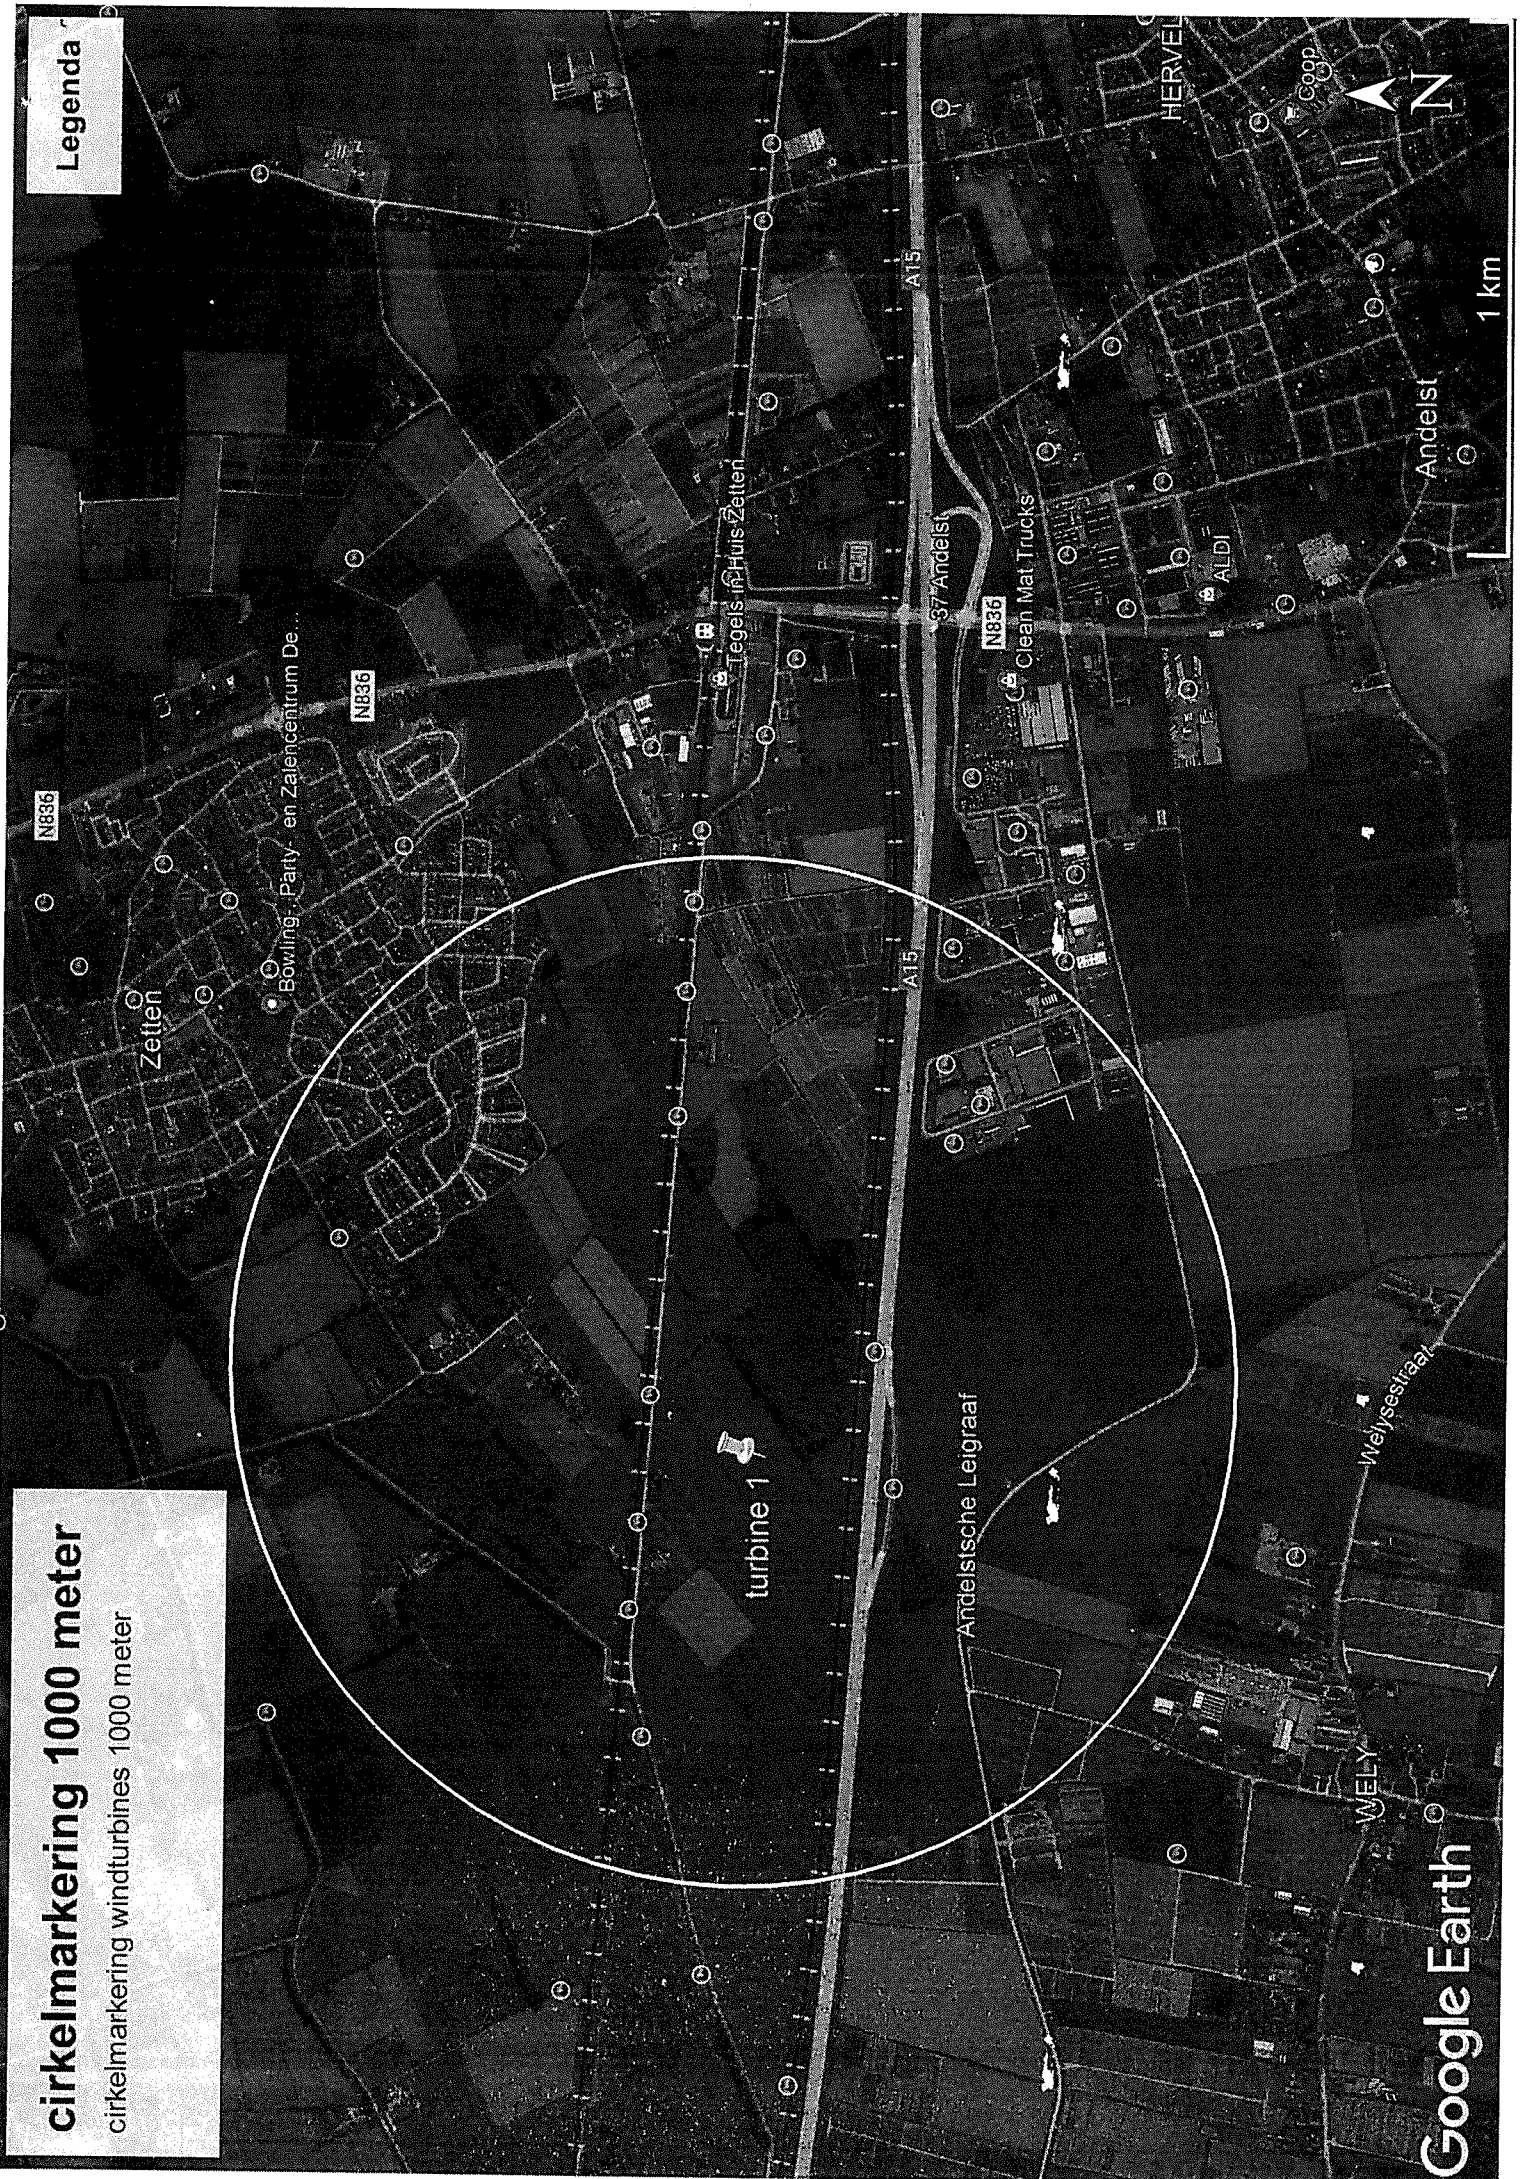 cirkelmarkering 1000 meter
cirkelmarkering windturbines 1000 meter
Legenda
N836
Zetten
Bowling, Party- en Zalencentrum De
N836
Tegels in Huis Zetten
turbine 1
A15
A15
37 Andelst
N836
Clean Mat Trucks
Andelstsche Leigraaf
HERVEL
ALDI
Coop
N
Andelst
Welysestraat
WELY
1 km
Google Earth